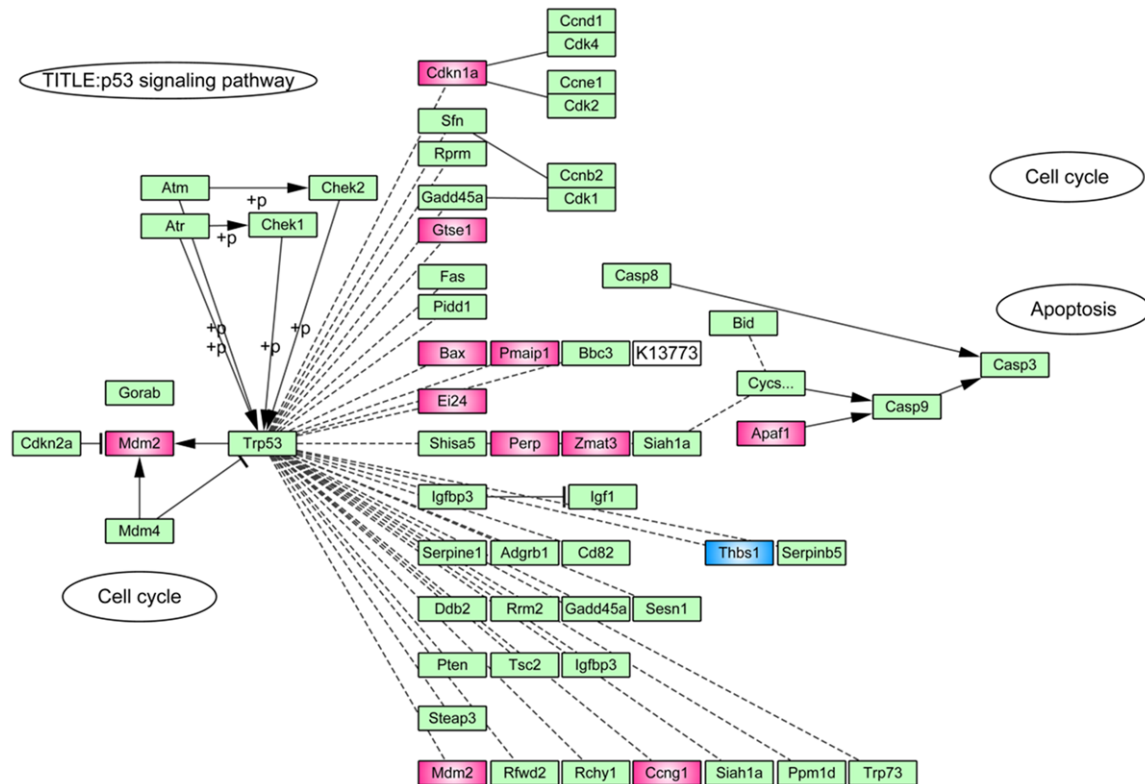 Ccnd1
Cdk4
TITLE:p53 signaling pathway
Cdkn1a
Ccne1
Cdk2
Sfn
Rprm
Ccnb2
Cell cycle
Atm
Chek2
Gadd45a
Cdk1
+p
Atr
Chek1
+p
Gtse1
Fas
Casp8
Pidd1
Apoptosis
Bid
+p
+p
+p
+p
Bax
Pmaip1
Bbc3
K13773
Casp3
Gorab
Cycs...
Ei24
Casp9
Cdkn2a
Mdm2
Trp53
Shisa5
Perp
Zmat3
Siah1a
Apaf1
Igfbp3
Igf1
Mdm4
Serpine1
Adgrb1
Cd82
Thbs1
Serpinb5
Cell cycle
Ddb2
Rrm2
Gadd45a
Sesn1
Pten
Tsc2
Igfbp3
Steap3
Mdm2
Rfwd2
Rchy1
Ccng1
Siah1a
Ppm1d
Trp73